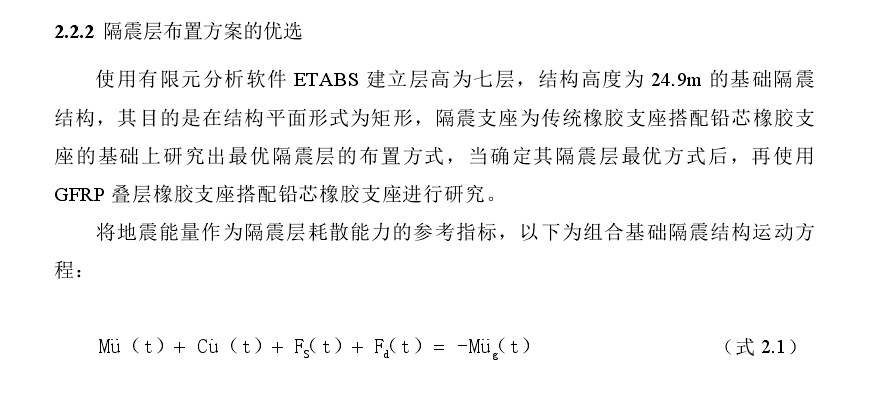 2.2.2 隔震层布置方案的优选
使用有限元分析软件 ETABS 建立层高为七层，结构高度为 24.9m 的基础隔震
结构，其目的是在结构平面形式为矩形，隔震支座为传统橡胶支座搭配铅芯橡胶支
座的基础上研究出最优隔震层的布置方式，当确定其隔震层最优方式后，再使用
GFRP 叠层橡胶支座搭配铅芯橡胶支座进行研究。
将地震能量作为隔震层耗散能力的参考指标，以下为组合基础隔震结构运动方
程：
Mü（t）+ Cu̇（t）+ F_S(t) + F_d(t) = -Mü_g(t) （式 2.1）